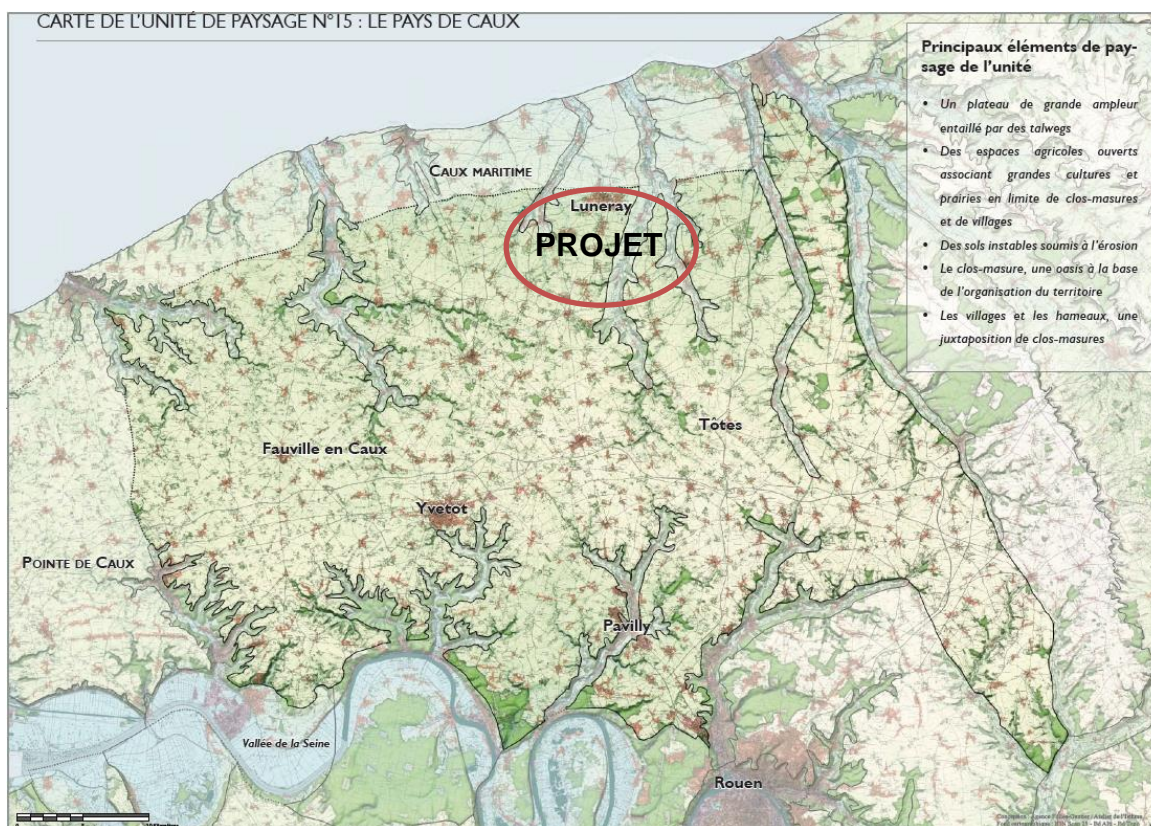 CARTE DE L'UNITÉ DE PAYSAGE N°15 : LE PAYS DE CAUX
Principaux éléments de pay-
sage de l'unité
• Un plateau de grande ampleur
entaillé par des talwegs
• Des espaces agricoles ouverts
associant grandes cultures et
prairies en limite de clos-masures
et de villages
• Des sols instables soumis à l'érosion
• Le clos-masure, une oasis à la base
de l'organisation du territoire
• Les villages et les hameaux, une
juxtaposition de clos-masures
CAUX MARITIME
Luneray
PROJET
Tôtes
Fauville en Caux
Yvetot
POINTE DE CAUX
Pavilly
Vallée de la Seine
Rouen